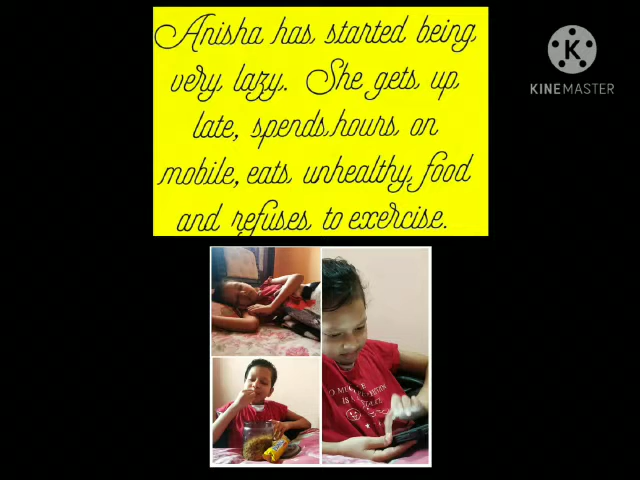 Anisha has started being
very lazy. She gets up
late, spends hours on
mobile, eats unhealthy food
and refuses to exercise.
KINEMASTER